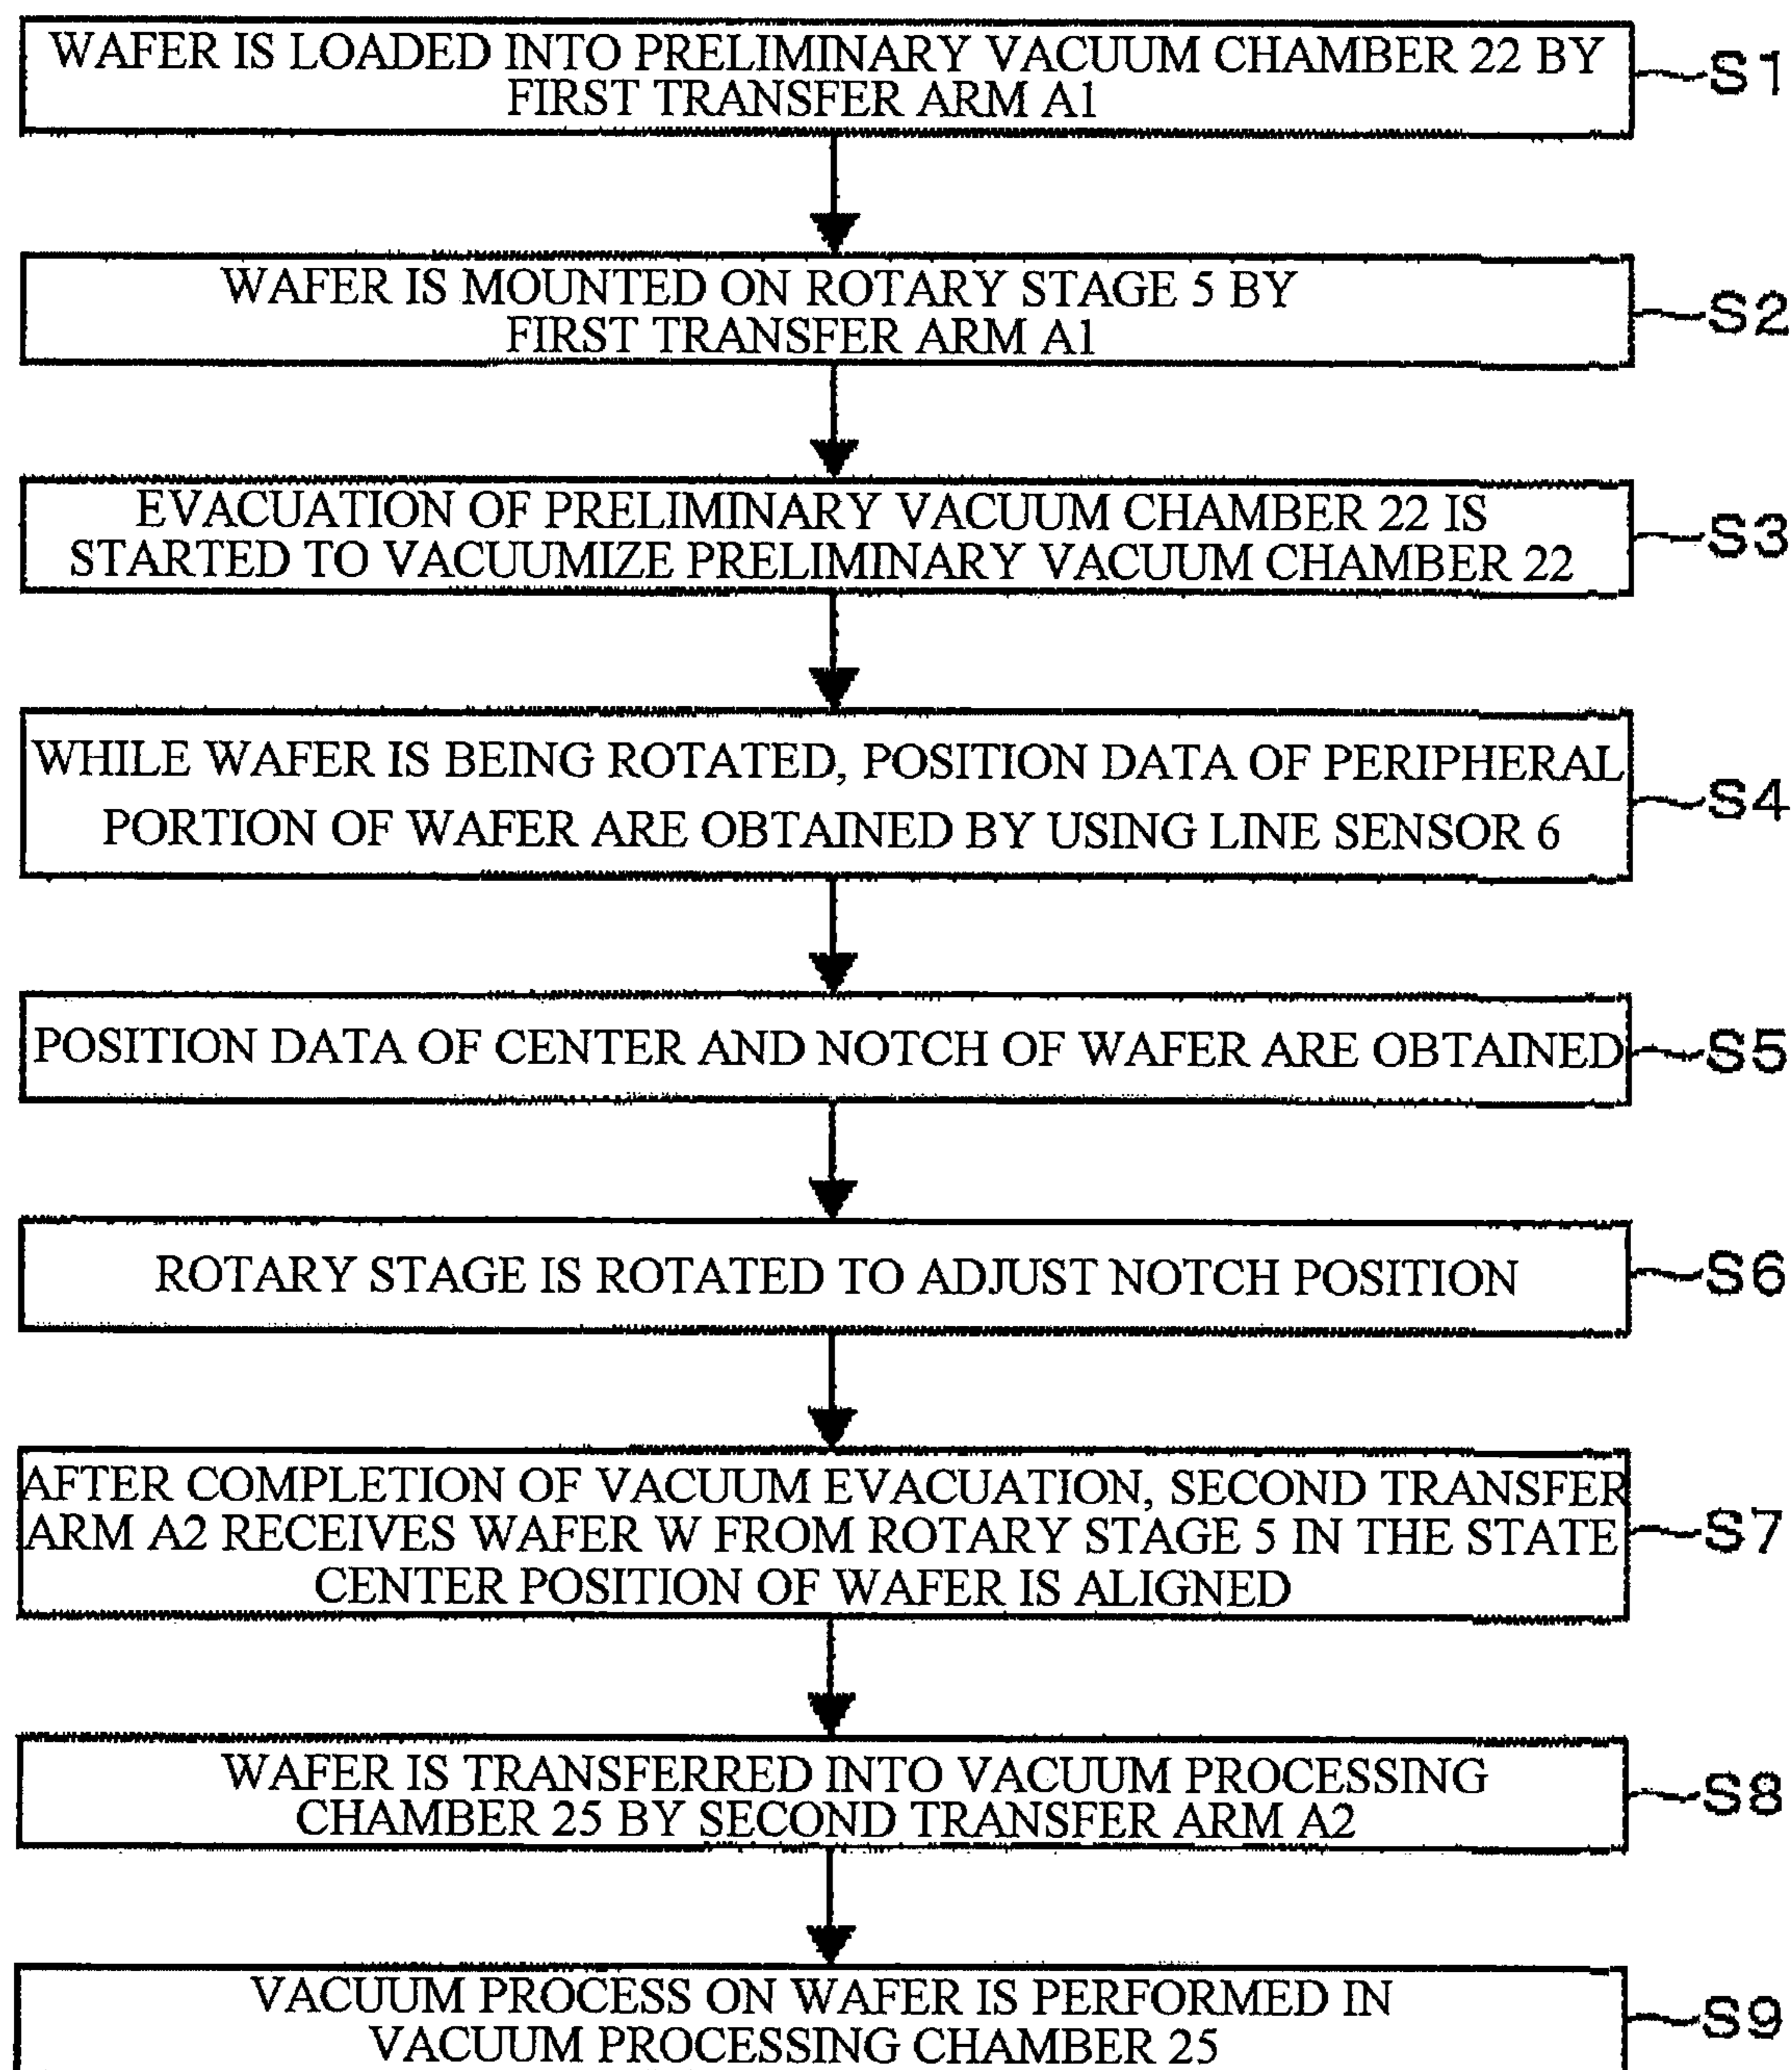 WAFER IS LOADED INTO PRELIMINARY VACUUM CHAMBER 22 BY
FIRST TRANSFER ARM A1
S1
WAFER IS MOUNTED ON ROTARY STAGE 5 BY
FIRST TRANSFER ARM A1
S2
EVACUATION OF PRELIMINARY VACUUM CHAMBER 22 IS
STARTED TO VACUUMIZE PRELIMINARY VACUUM CHAMBER 22
S3
WHILE WAFER IS BEING ROTATED, POSITION DATA OF PERIPHERAL
PORTION OF WAFER ARE OBTAINED BY USING LINE SENSOR 6
S4
POSITION DATA OF CENTER AND NOTCH OF WAFER ARE OBTAINED
S5
ROTARY STAGE IS ROTATED TO ADJUST NOTCH POSITION
S6
AFTER COMPLETION OF VACUUM EVACUATION, SECOND TRANSFER
ARM A2 RECEIVES WAFER W FROM ROTARY STAGE 5 IN THE STATE
CENTER POSITION OF WAFER IS ALIGNED
S7
WAFER IS TRANSFERRED INTO VACUUM PROCESSING
CHAMBER 25 BY SECOND TRANSFER ARM A2
S8
VACUUM PROCESS ON WAFER IS PERFORMED IN
VACUUM PROCESSING CHAMBER 25
S9